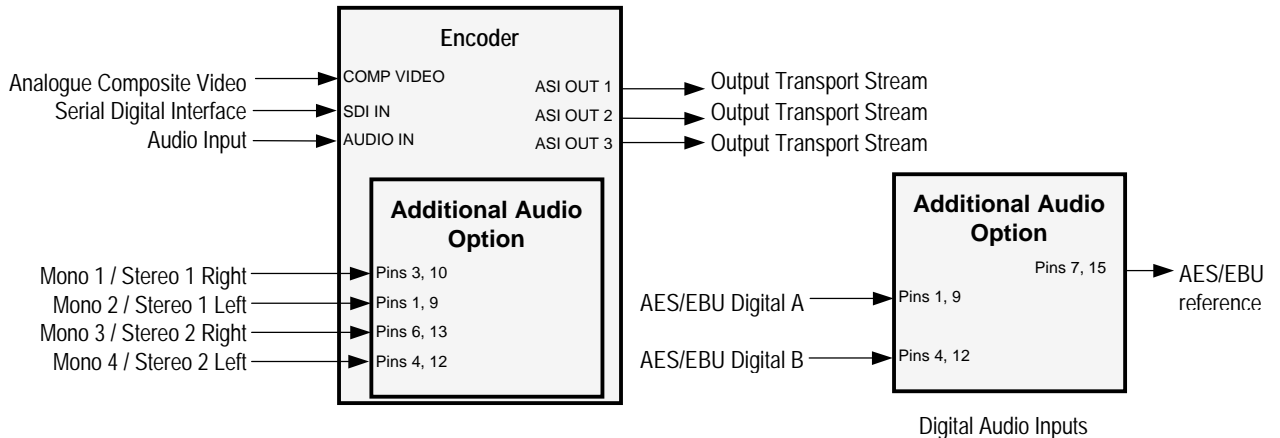 Encoder
Analogue Composite Video
COMP VIDEO
ASI OUT 1
Output Transport Stream
Serial Digital Interface
SDI IN
ASI OUT 2
Output Transport Stream
Audio Input
AUDIO IN
ASI OUT 3
Output Transport Stream
Additional Audio
Option
Mono 1 / Stereo 1 Right
Pins 3, 10
Mono 2 / Stereo 1 Left
Pins 1, 9
Mono 3 / Stereo 2 Right
Pins 6, 13
Mono 4 / Stereo 2 Left
Pins 4, 12
Additional Audio
Option
Pins 7, 15
AES/EBU
reference
AES/EBU Digital A
Pins 1, 9
AES/EBU Digital B
Pins 4, 12
Digital Audio Inputs